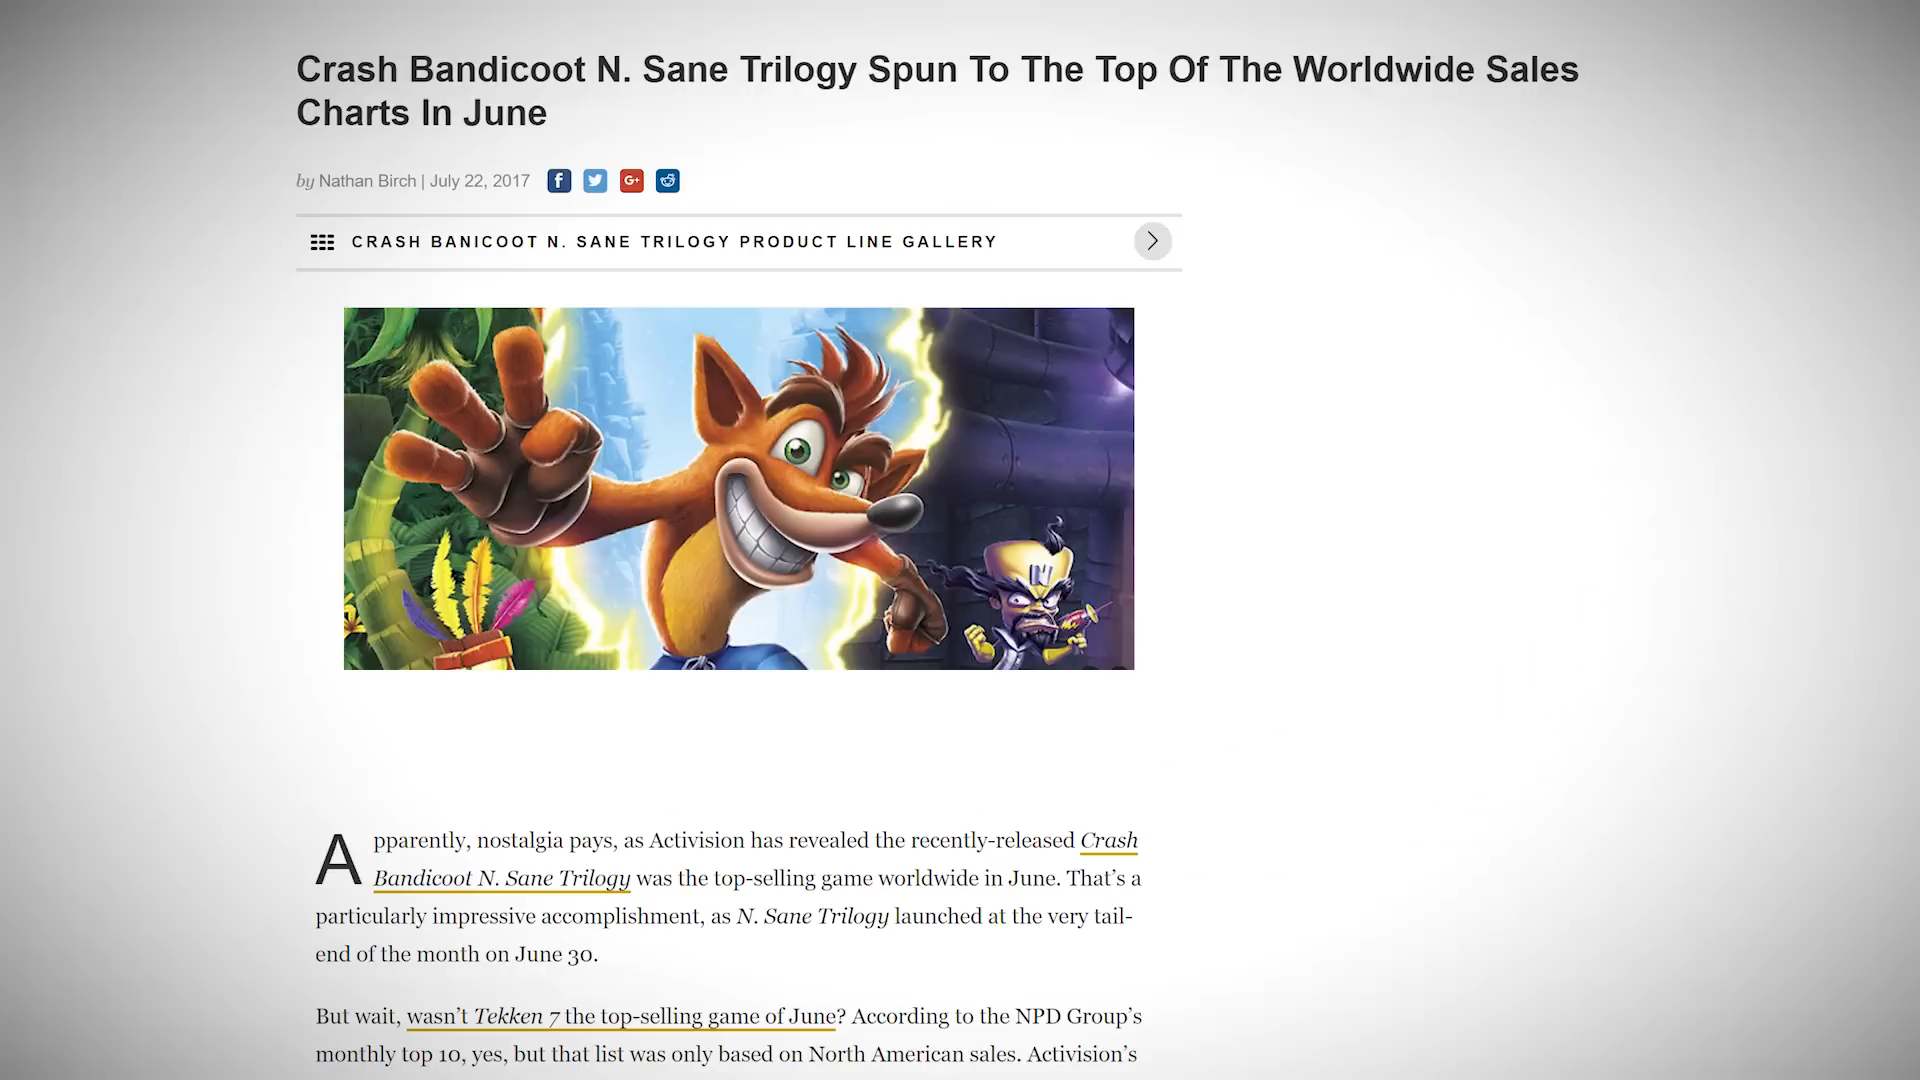 Crash Bandicoot N. Sane Trilogy Spun To The Top Of The Worldwide Sales
Charts In June
by Nathan Birch | July 22, 2017 f G+
CRASH BANICOOT N. SANE TRILOGY PRODUCT LINE GALLERY
N
Apparently, nostalgia pays, as Activision has revealed the recently-released Crash
Bandicoot N. Sane Trilogy was the top-selling game worldwide in June. That’s a
particularly impressive accomplishment, as N. Sane Trilogy launched at the very tail-
end of the month on June 30.
But wait, wasn’t Tekken 7 the top-selling game of June? According to the NPD Group’s
monthly top 10, yes, but that list was only based on North American sales. Activision’s